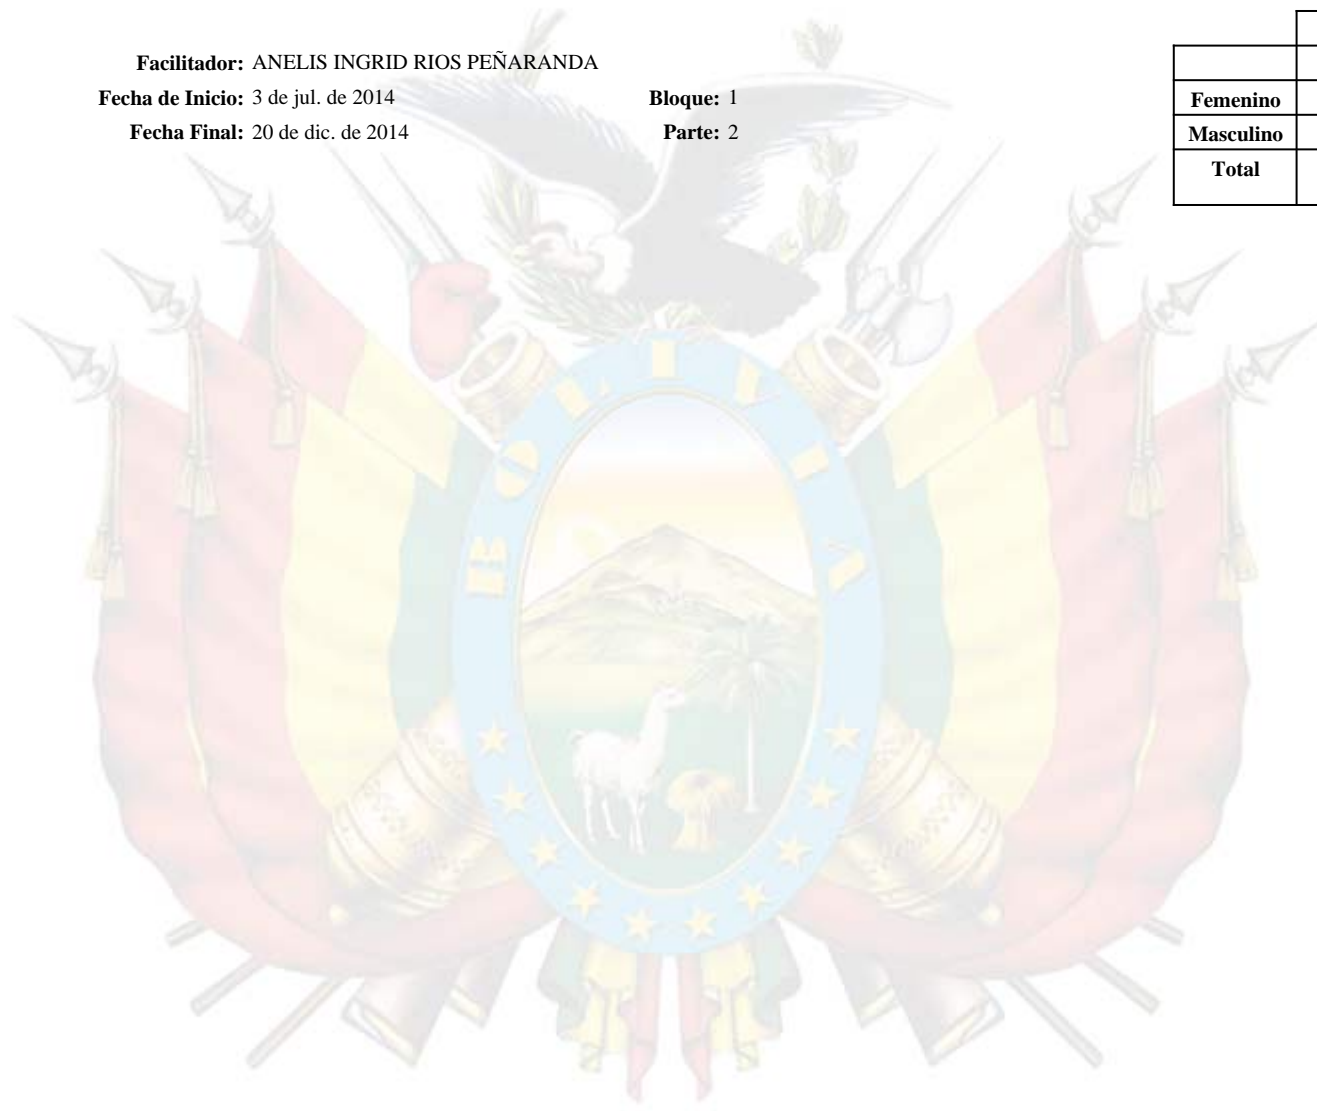 Facilitador: ANELIS INGRID RIOS PEÑARANDA
Fecha de Inicio: 3 de jul. de 2014 Bloque: 1
Fecha Final: 20 de dic. de 2014 Parte: 2
Femenino
Masculino
Total
BOLIVIA